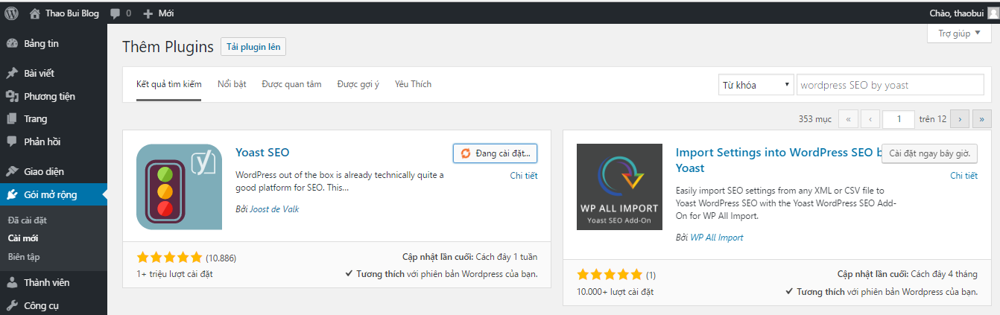 Thao Bui Blog 0 Mới Chào, thaobui
Trợ giúp
Bảng tin
Bài viết
Phương tiện
Trang
Phản hồi
Giao diện
Gói mở rộng
Đã cài đặt
Cài mới
Biên tập
Thành viên
Công cụ
Thêm Plugins Tải plugin lên
Kết quả tìm kiếm Nổi bật Được quan tâm Được gợi ý Yêu Thích Từ khóa wordpress SEO by yoast
353 mục « ‹ 1 trên 12 › »
Yoast SEO
Đang cài đặt...
Chi tiết
WordPress out of the box is already technically quite a
good platform for SEO. This...
Bởi Joost de Valk
(10.886)
1+ triệu lượt cài đặt
Cập nhật lần cuối: Cách đây 1 tuần
Tương thích với phiên bản Wordpress của bạn.
WP ALL IMPORT
Yoast SEO Add-On
Import Settings into WordPress SEO b
Yoast
Cài đặt ngay bây giờ.
Chi tiết
Easily import SEO settings from any XML or CSV file to
Yoast WordPress SEO with the Yoast WordPress SEO Add-
On for WP All Import.
Bởi WP All Import
(1)
10.000+ lượt cài đặt
Cập nhật lần cuối: Cách đây 4 tháng
Tương thích với phiên bản Wordpress của bạn.